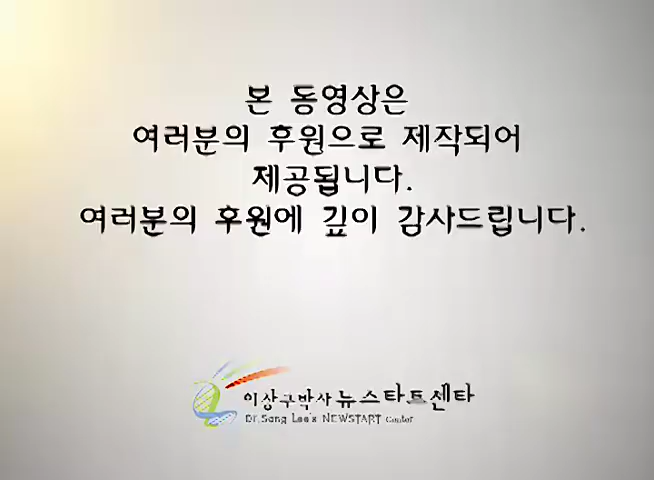 본 동영상은
여러분의 후원으로 제작되어
제공됩니다.
여러분의 후원에 깊이 감사드립니다.
이상구박사 뉴스타트센타
Dr. Sang Lee's NEWSTART Center